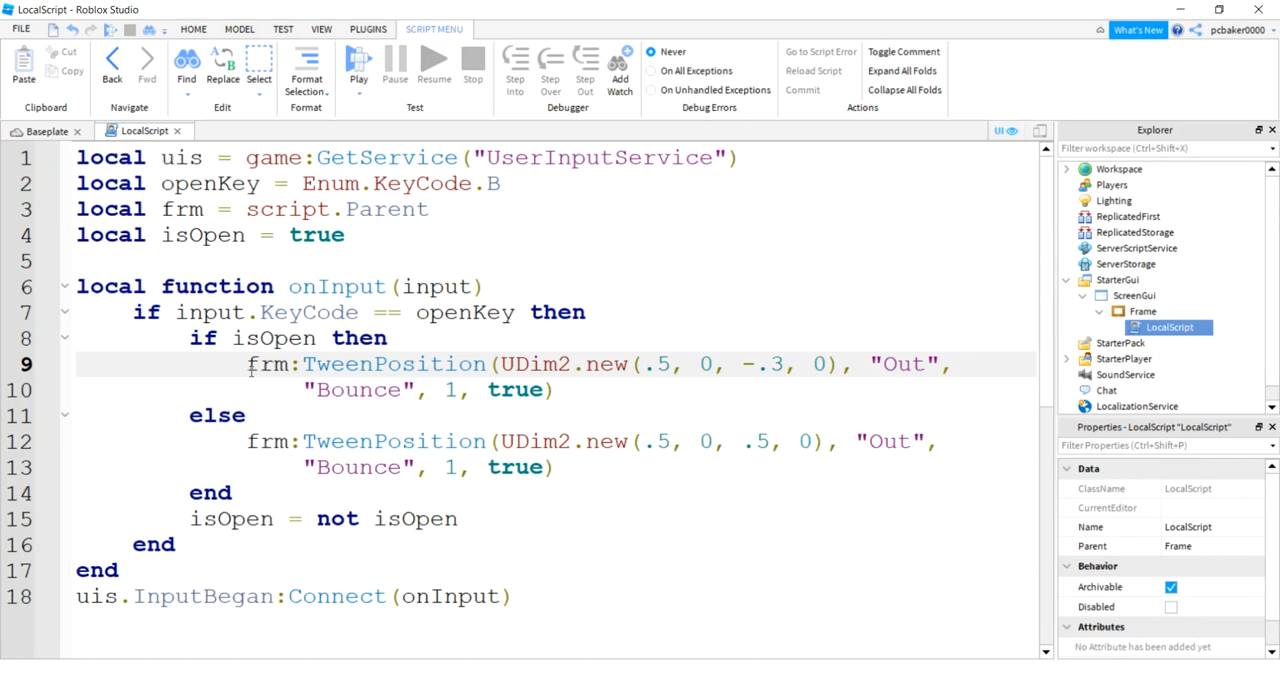 LocalScript - Roblox Studio
FILE HOME MODEL TEST VIEW PLUGINS SCRIPT MENU What's New pcbaker0000
Paste Cut Copy
Clipboard
Back Fwd
Navigate
Find Replace Select
Edit
Format Selection
Format
Play Pause Resume Stop
Test
Step Into Step Over Step Out Add Watch
Debugger
Never
On All Exceptions
On Unhandled Exceptions
Debug Errors
Go to Script Error Toggle Comment
Reload Script Expand All Folds
Commit Collapse All Folds
Actions
Baseplate LocalScript UI
1 local uis = game:GetService("UserInputService")
2 local openKey = Enum.KeyCode.B
3 local frm = script.Parent
4 local isOpen = true
5
6 local function onInput(input)
7 if input.KeyCode == openKey then
8 if isOpen then
9 frm:TweenPosition(UDim2.new(.5, 0, -.3, 0), "Out",
10 "Bounce", 1, true)
11 else
12 frm:TweenPosition(UDim2.new(.5, 0, .5, 0), "Out",
13 "Bounce", 1, true)
14 end
15 isOpen = not isOpen
16 end
17 end
18 uis.InputBegan:Connect(onInput)
Explorer
Filter workspace (Ctrl+Shift+X)
Workspace
Players
Lighting
ReplicatedFirst
ReplicatedStorage
ServerScriptService
ServerStorage
StarterGui
ScreenGui
Frame
LocalScript
StarterPack
StarterPlayer
SoundService
Chat
LocalizationService
Properties - LocalScript "LocalScript"
Filter Properties (Ctrl+Shift+P)
Data
ClassName LocalScript
CurrentEditor
Name LocalScript
Parent Frame
Behavior
Archivable
Disabled
Attributes
No Attribute has been added yet